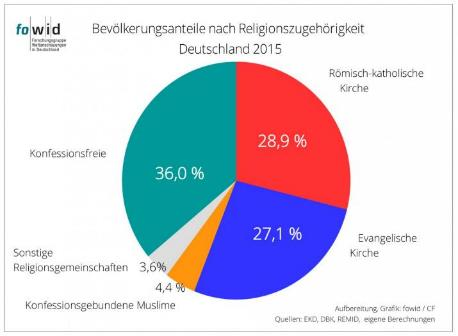 fowid
Forschungsgruppe
Weltanschauungen
in Deutschland
Bevölkerungsanteile nach Religionszugehörigkeit
Deutschland 2015
Römisch-katholische
Kirche
28,9 %
Konfessionsfreie
36,0 %
27,1 %
Evangelische
Kirche
Sonstige
Religionsgemeinschaften
3,6%
4,4 %
Konfessionsgebundene Muslime
Aufbereitung, Grafik: fowid / CF
Quellen: EKD, DBK, REMID, eigene Berechnungen